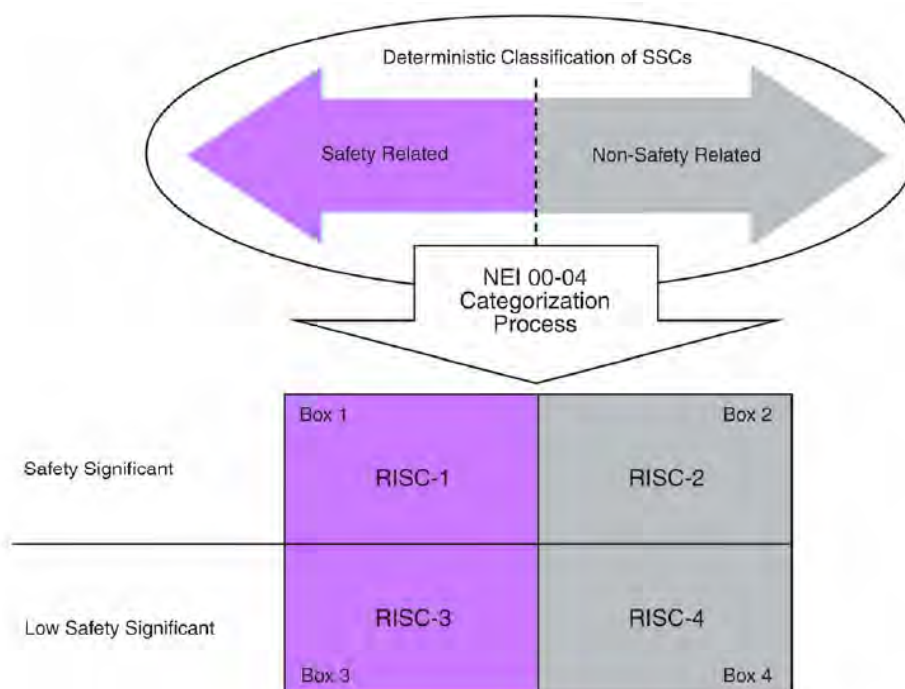 Deterministic Classification of SSCs
Safety Related
Non-Safety Related
NEI 00-04
Categorization
Process
Box 1
Box 2
Safety Significant
RISC-1
RISC-2
Low Safety Significant
RISC-3
RISC-4
Box 3
Box 4